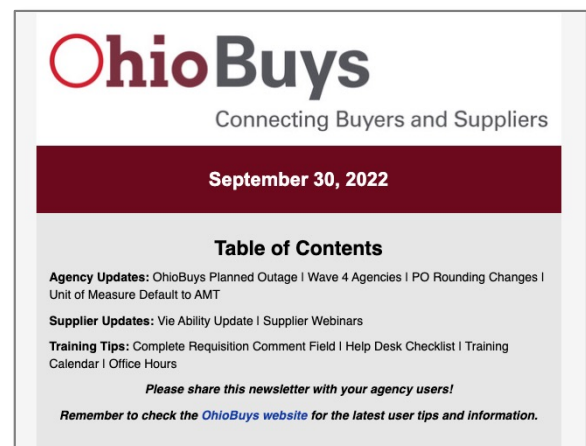 OhioBuys
Connecting Buyers and Suppliers
September 30, 2022
Table of Contents
Agency Updates: OhioBuys Planned Outage I Wave 4 Agencies I PO Rounding Changes I
Unit of Measure Default to AMT
Supplier Updates: Vie Ability Update I Supplier Webinars
Training Tips: Complete Requisition Comment Field I Help Desk Checklist I Training
Calendar I Office Hours
Please share this newsletter with your agency users!
Remember to check the OhioBuys website for the latest user tips and information.